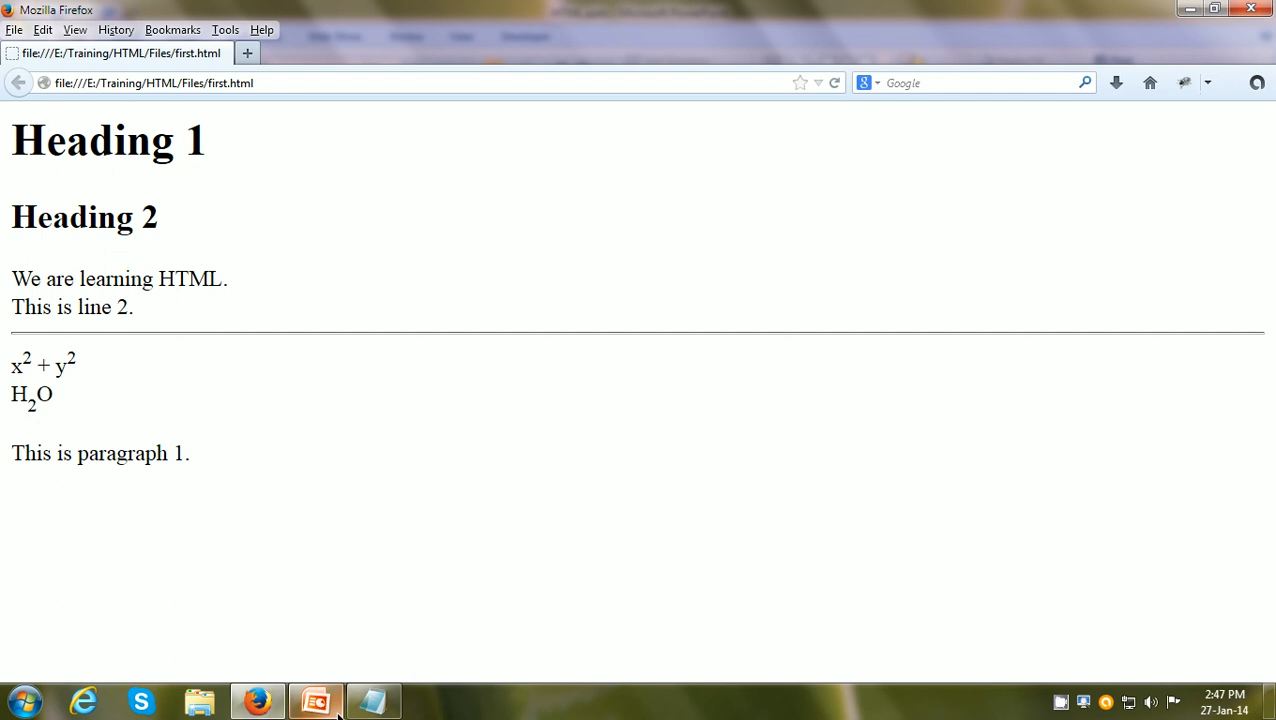 Mozilla Firefox
File Edit View History Bookmarks Tools Help
file:///E:/Training/HTML/Files/first.html +
file:///E:/Training/HTML/Files/first.html Google
Heading 1
Heading 2
We are learning HTML.
This is line 2.
x² + y²
H₂O
This is paragraph 1.
2:47 PM
27-Jan-14